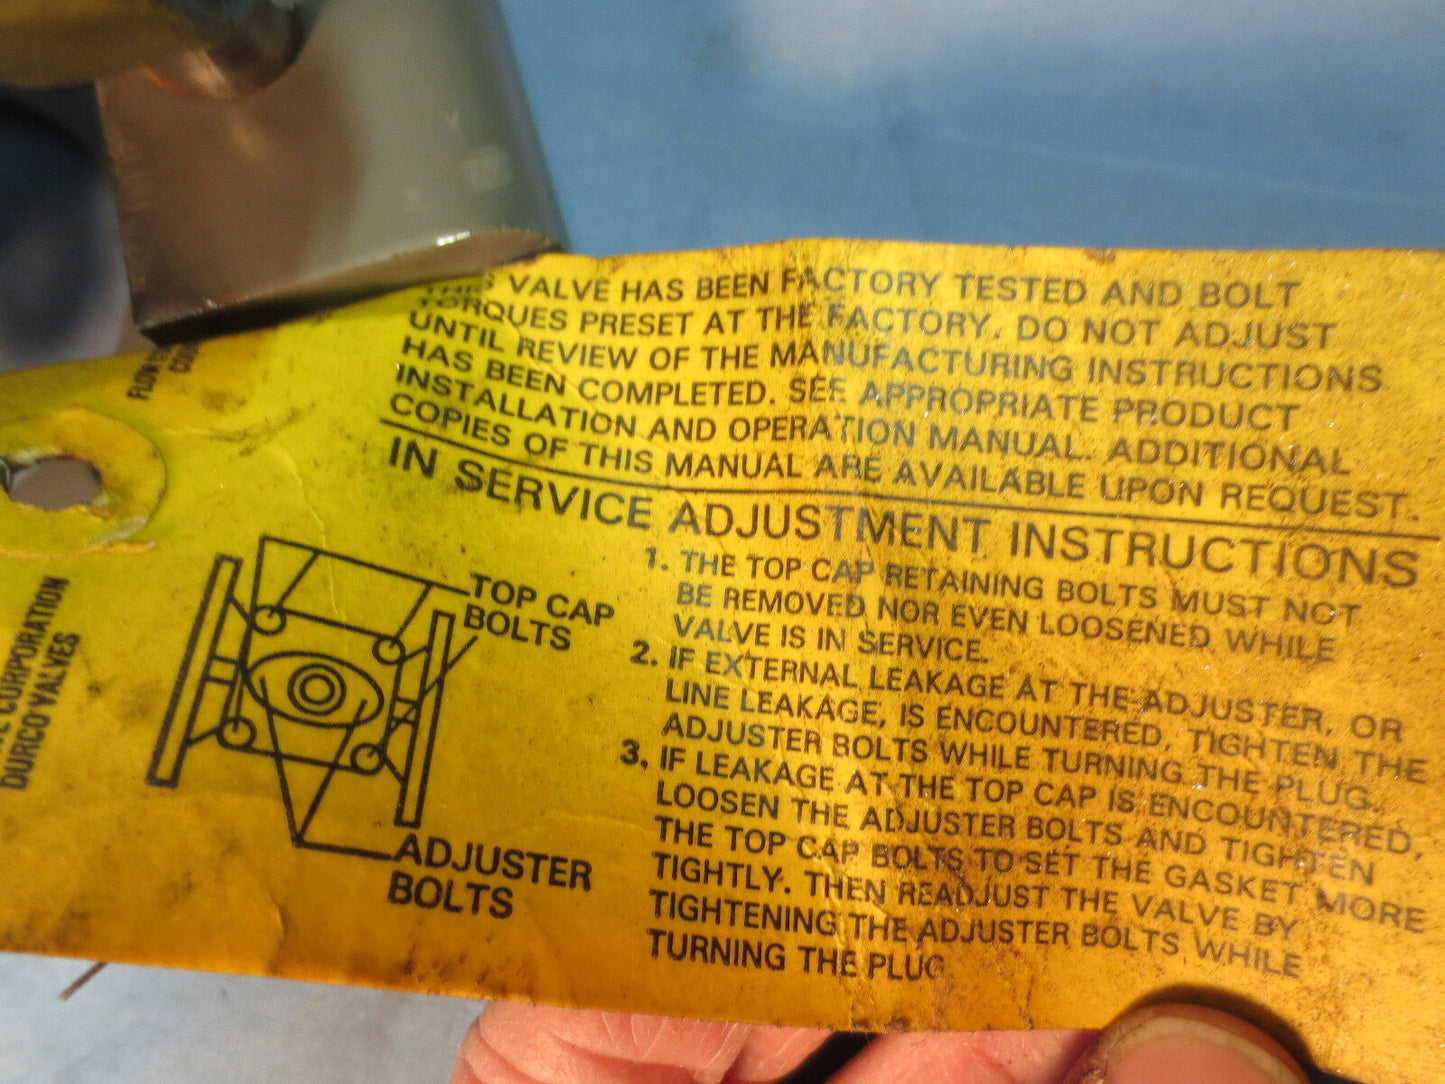 THIS VALVE HAS BEEN FACTORY TESTED AND BOLT
TORQUES PRESET AT THE FACTORY. DO NOT ADJUST
UNTIL REVIEW OF THE MANUFACTURING INSTRUCTIONS
HAS BEEN COMPLETED. SEE APPROPRIATE PRODUCT
INSTALLATION AND OPERATION MANUAL. ADDITIONAL
COPIES OF THIS MANUAL ARE AVAILABLE UPON REQUEST.
IN SERVICE ADJUSTMENT INSTRUCTIONS
1. THE TOP CAP RETAINING BOLTS MUST NOT
BE REMOVED NOR EVEN LOOSENED WHILE
VALVE IS IN SERVICE.
2. IF EXTERNAL LEAKAGE AT THE ADJUSTER, OR
LINE LEAKAGE, IS ENCOUNTERED, TIGHTEN THE
ADJUSTER BOLTS WHILE TURNING THE PLUG.
3. IF LEAKAGE AT THE TOP CAP IS ENCOUNTERED,
LOOSEN THE ADJUSTER BOLTS AND TIGHTEN
THE TOP CAP BOLTS TO SET THE GASKET MORE
TIGHTLY. THEN READJUST THE VALVE BY
TIGHTENING THE ADJUSTER BOLTS WHILE
TURNING THE PLUG
TOP CAP
BOLTS
ADJUSTER
BOLTS
CORPORATION
DURCO VALVES